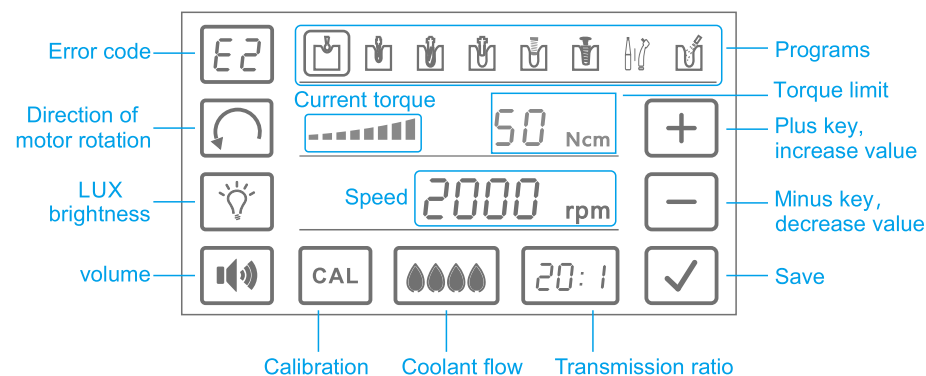 Error code
E2
Programs
Direction of
motor rotation
Current torque
50 Ncm
Torque limit
Plus key,
increase value
LUX
brightness
Speed
2000 rpm
Minus key,
decrease value
volume
CAL
20:1
Save
Calibration
Coolant flow
Transmission ratio